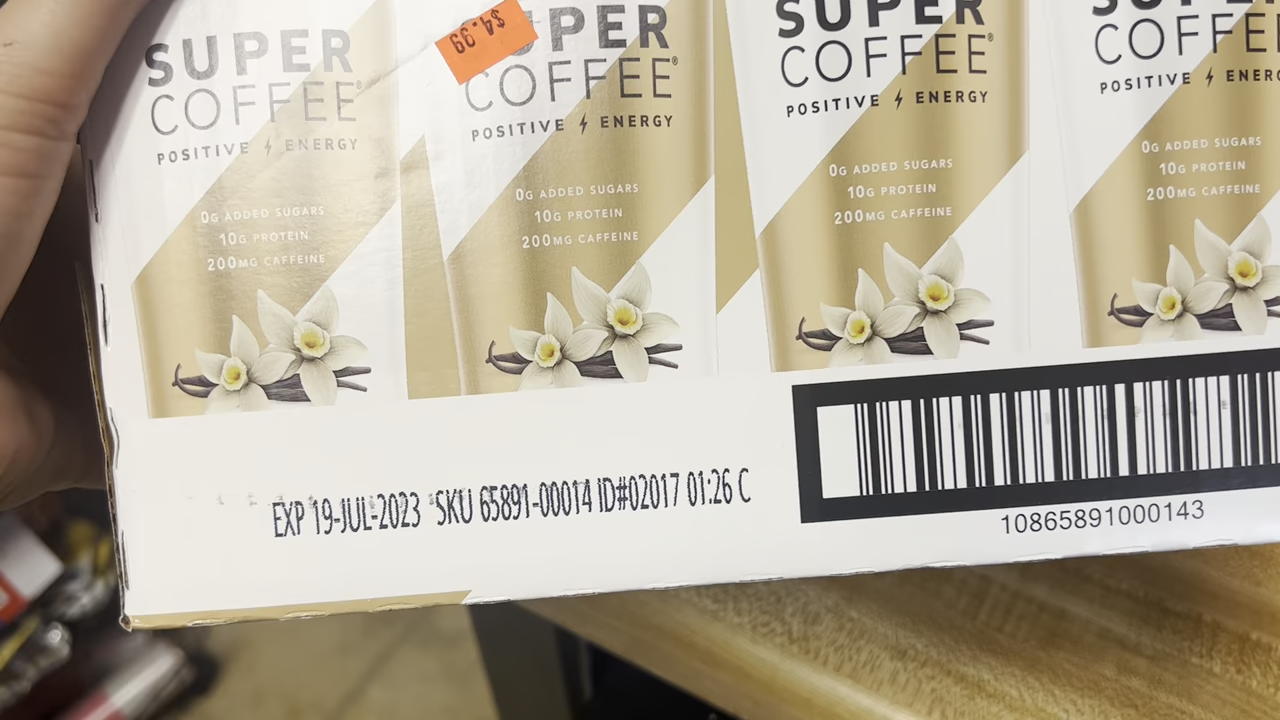 $4.99
SUPER
COFFEE
POSITIVE ENERGY
0G ADDED SUGARS
10G PROTEIN
200MG CAFFEINE
PER
COFFEE®
POSITIVE ENERGY
0G ADDED SUGARS
10G PROTEIN
200MG CAFFEINE
SUPER
COFFEE®
POSITIVE ENERGY
0G ADDED SUGARS
10G PROTEIN
200MG CAFFEINE
SUPER
COFFEE
POSITIVE ENERG
0G ADDED SUGARS
10G PROTEIN
200MG CAFFEINE
EXP 19-JUL-2023 SKU 65891-00014 ID#02017 01:26 C
10865891000143